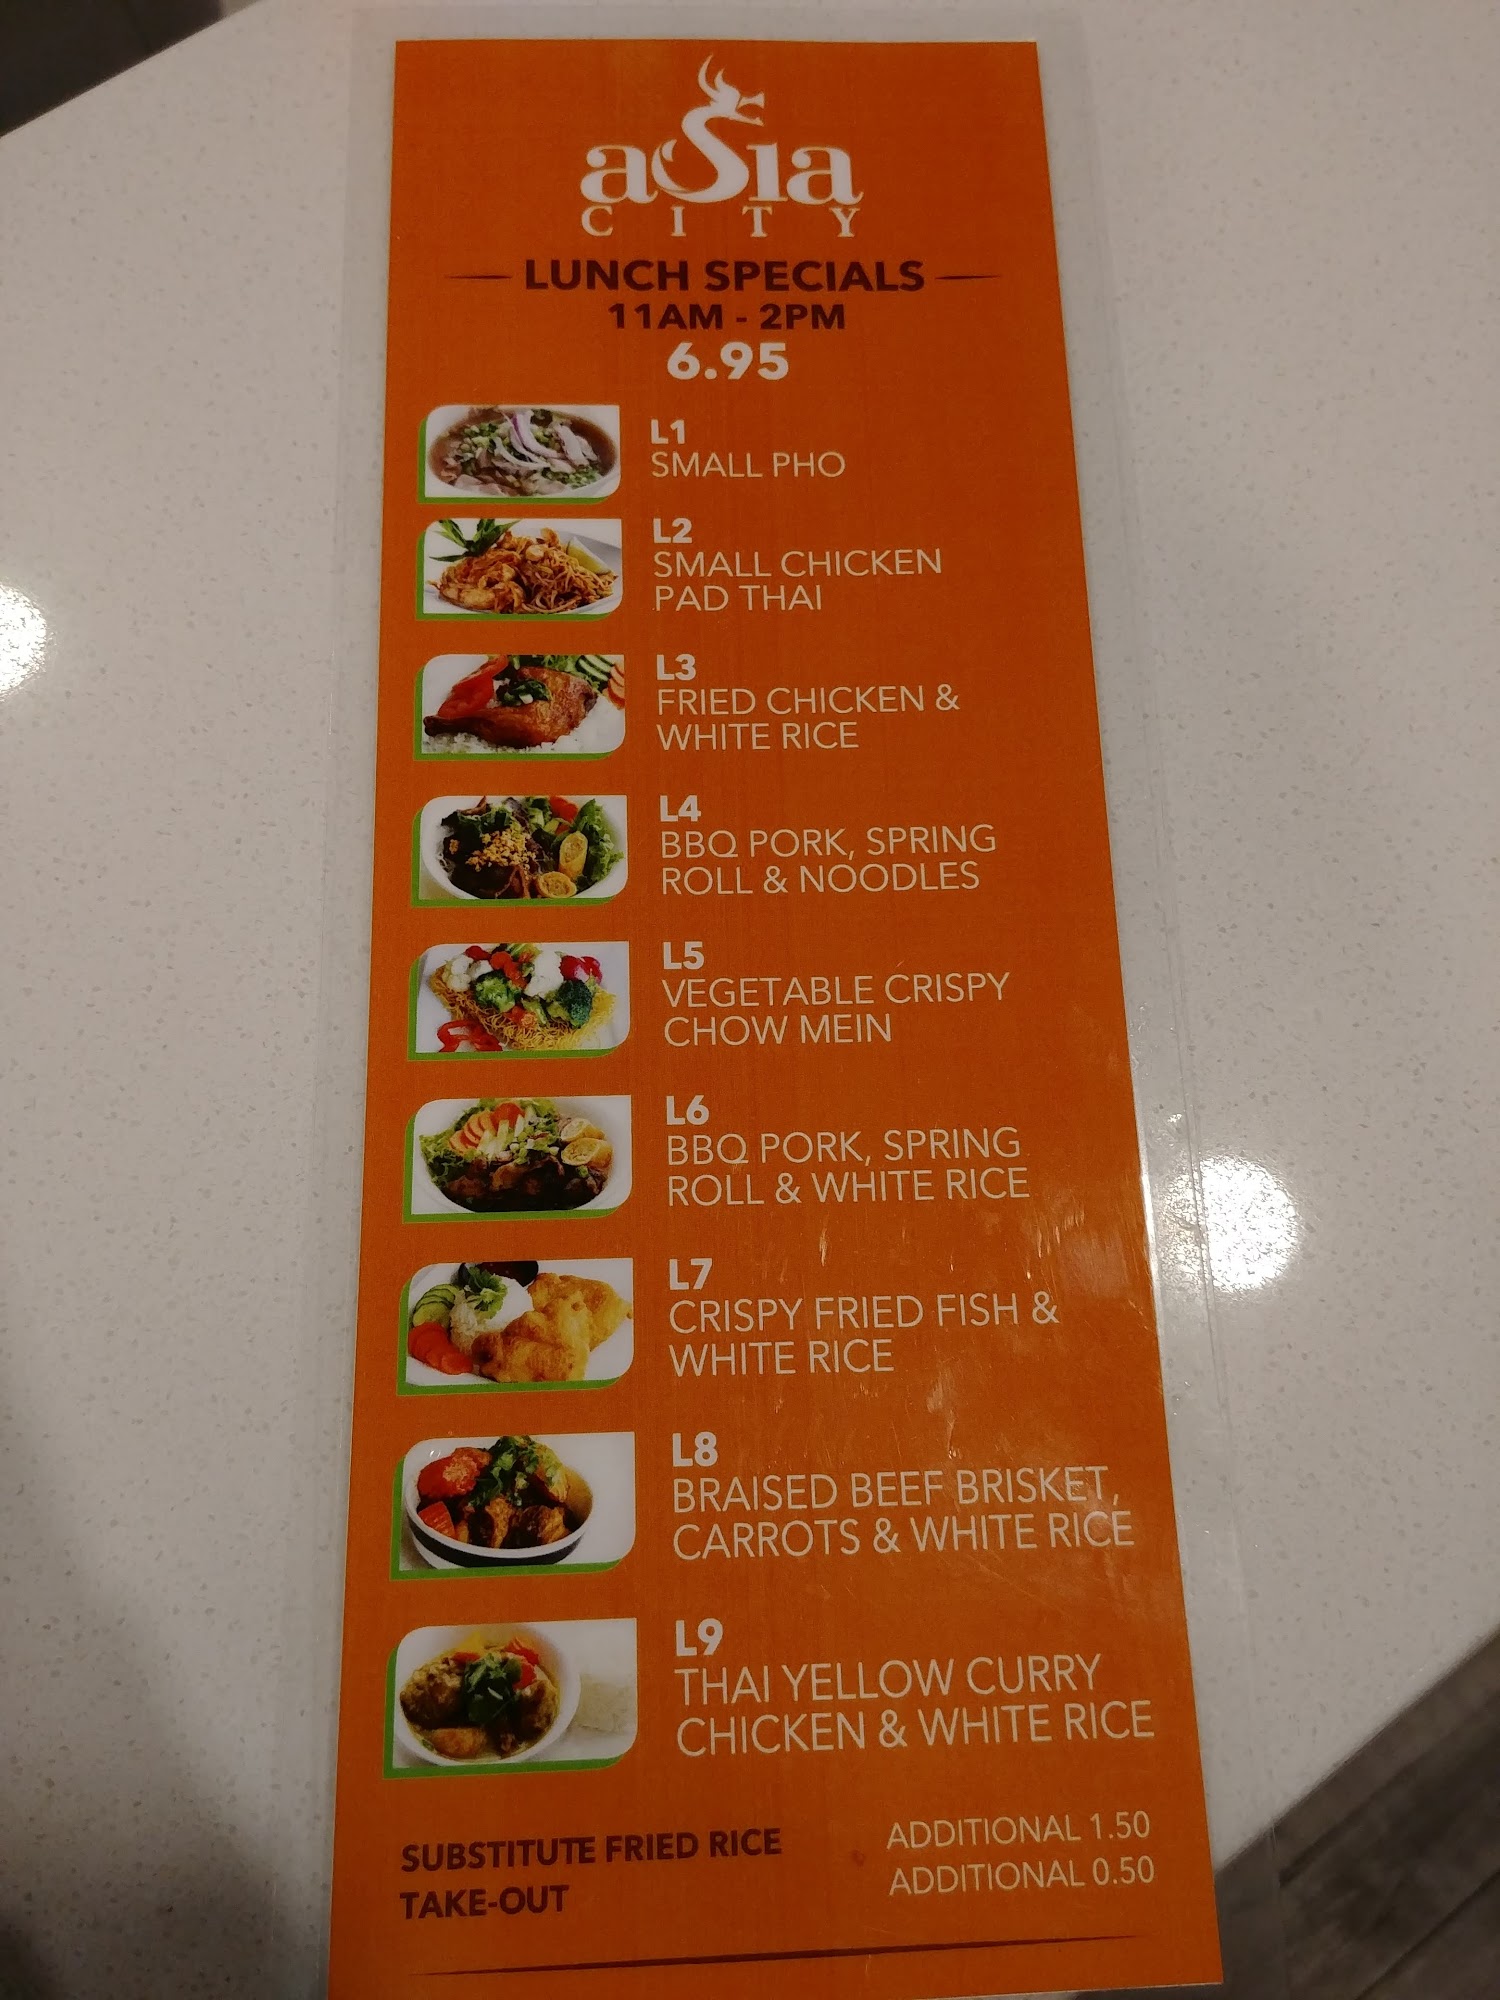 aSia
CITY
LUNCH SPECIALS
11AM - 2PM
6.95
L1
SMALL PHO
L2
SMALL CHICKEN
PAD THAI
L3
FRIED CHICKEN &
WHITE RICE
L4
BBQ PORK, SPRING
ROLL & NOODLES
L5
VEGETABLE CRISPY
CHOW MEIN
L6
BBQ PORK, SPRING
ROLL & WHITE RICE
L7
CRISPY FRIED FISH &
WHITE RICE
L8
BRAISED BEEF BRISKET,
CARROTS & WHITE RICE
L9
THAI YELLOW CURRY
CHICKEN & WHITE RICE
SUBSTITUTE FRIED RICE ADDITIONAL 1.50
TAKE-OUT ADDITIONAL 0.50